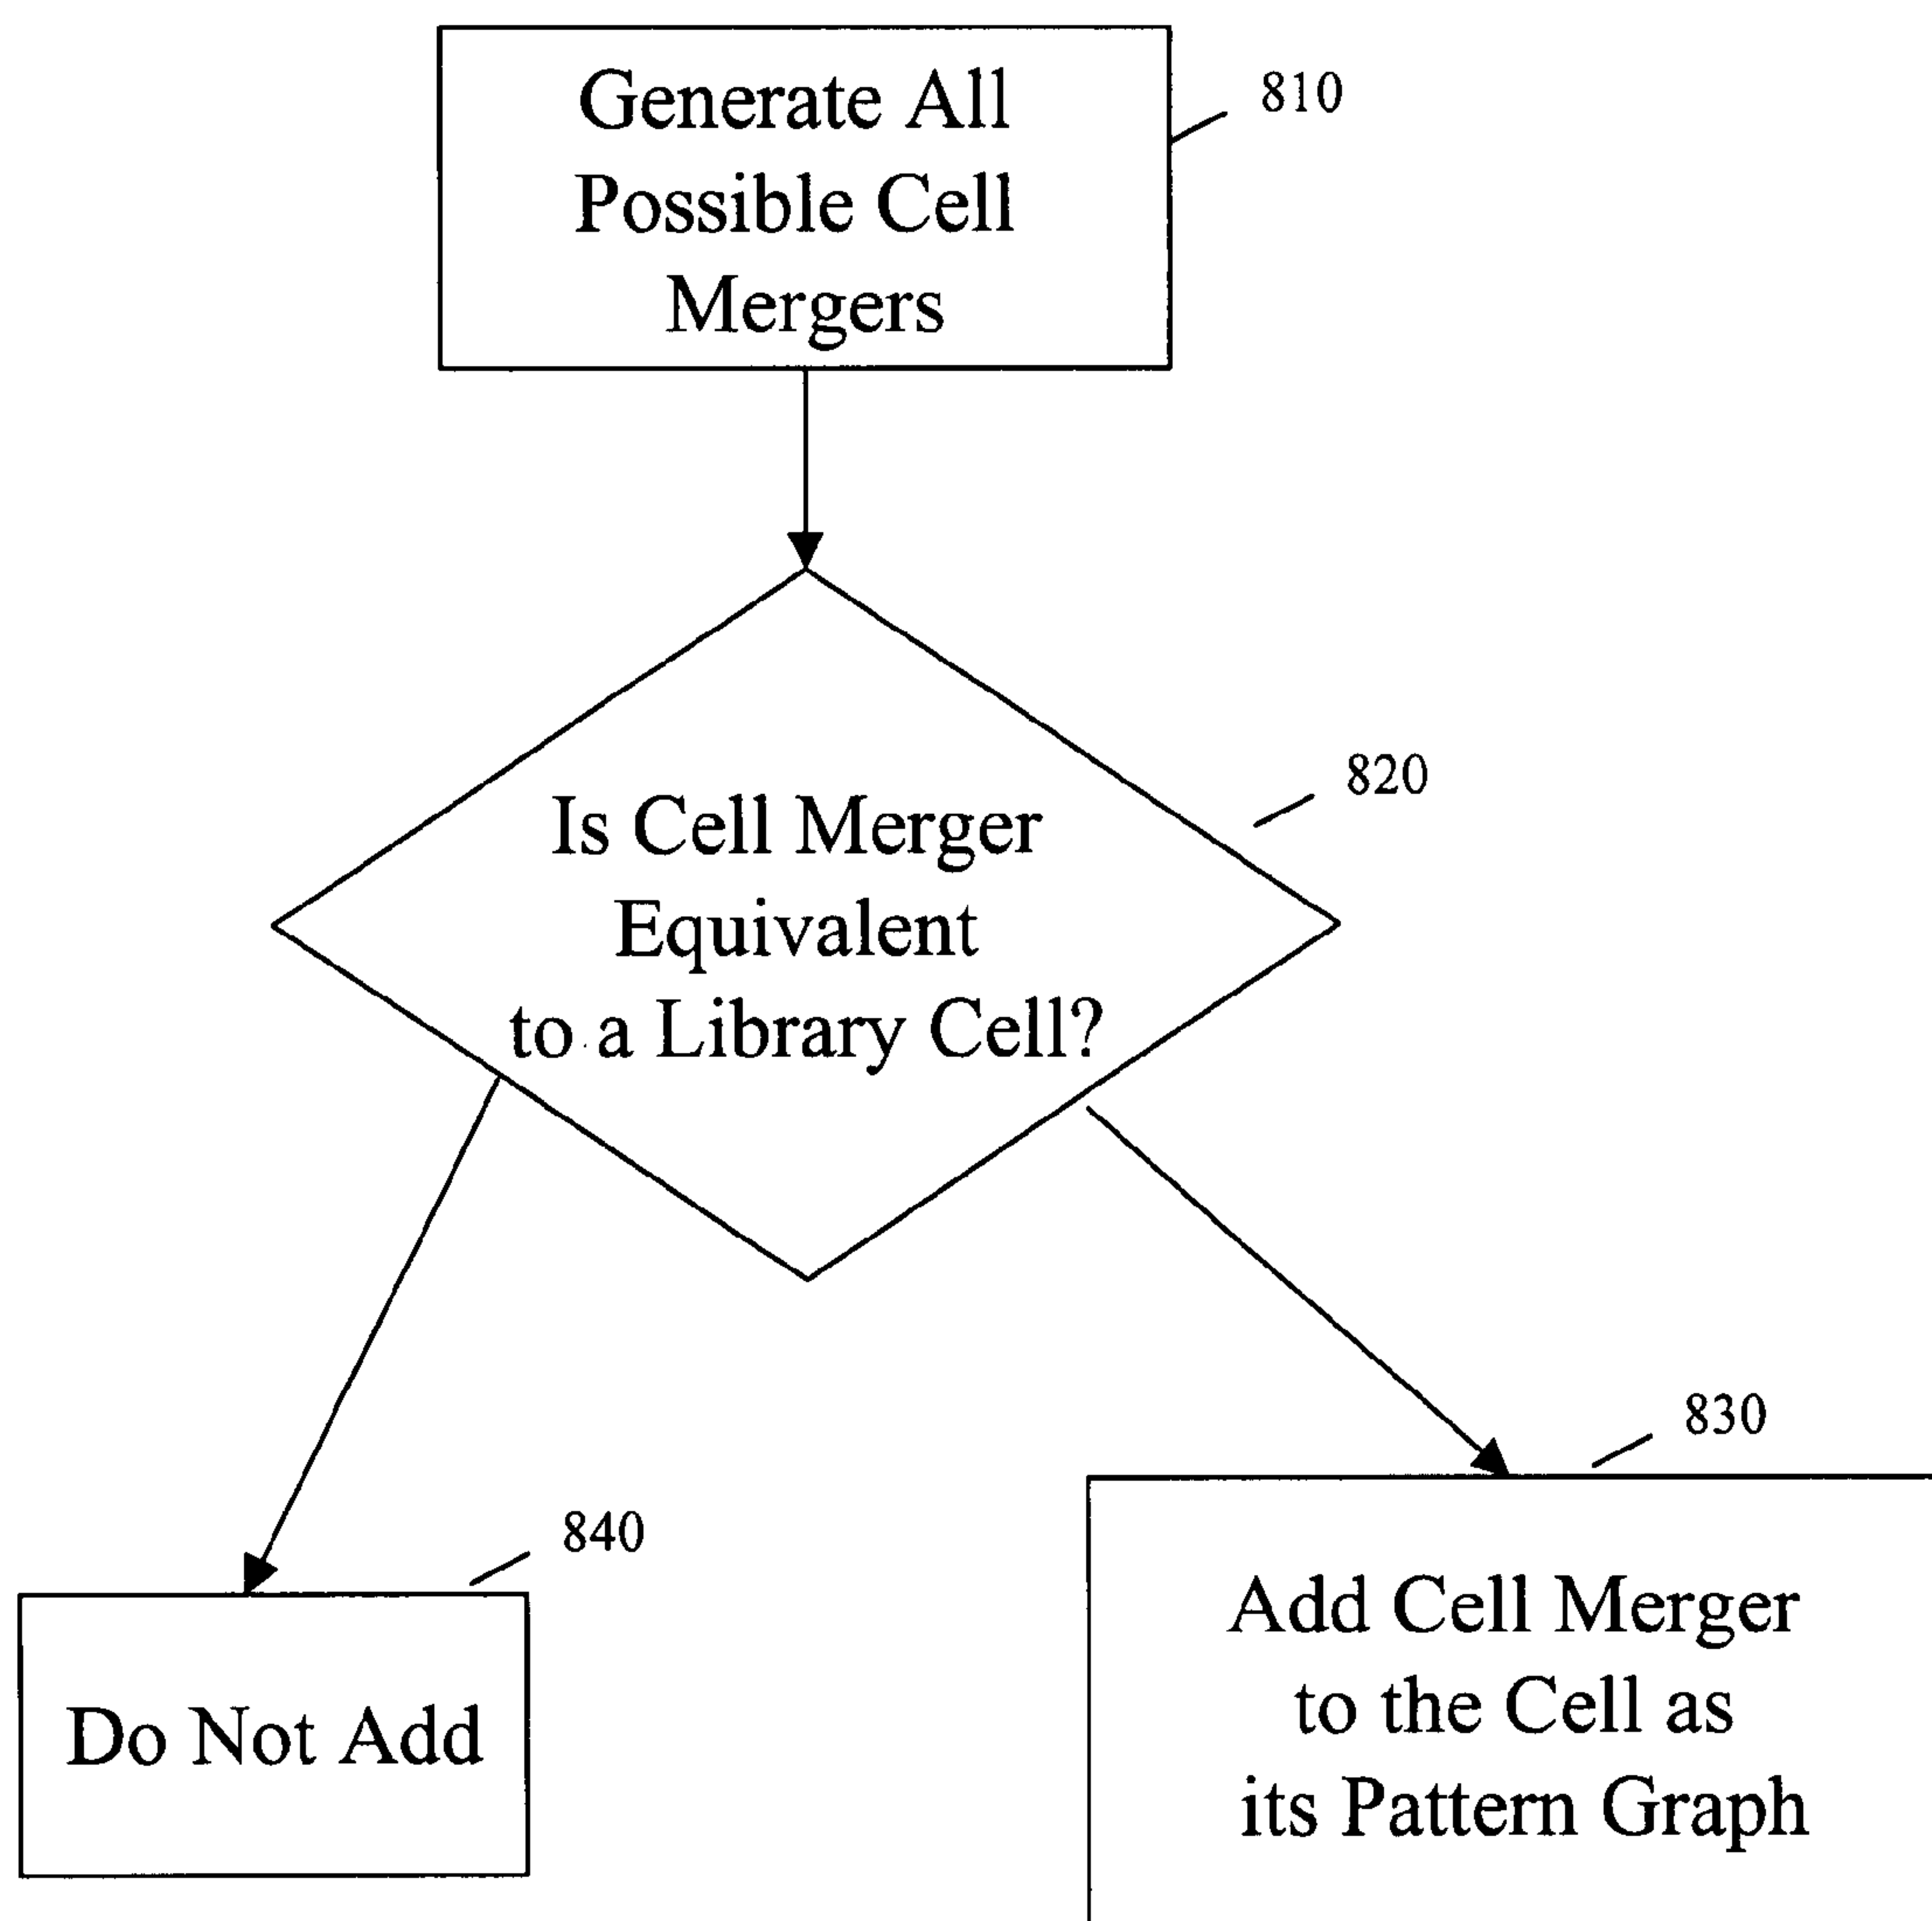 Generate All
Possible Cell
Mergers
810
Is Cell Merger
Equivalent
to a Library Cell?
820
830
Add Cell Merger
to the Cell as
its Pattern Graph
840
Do Not Add